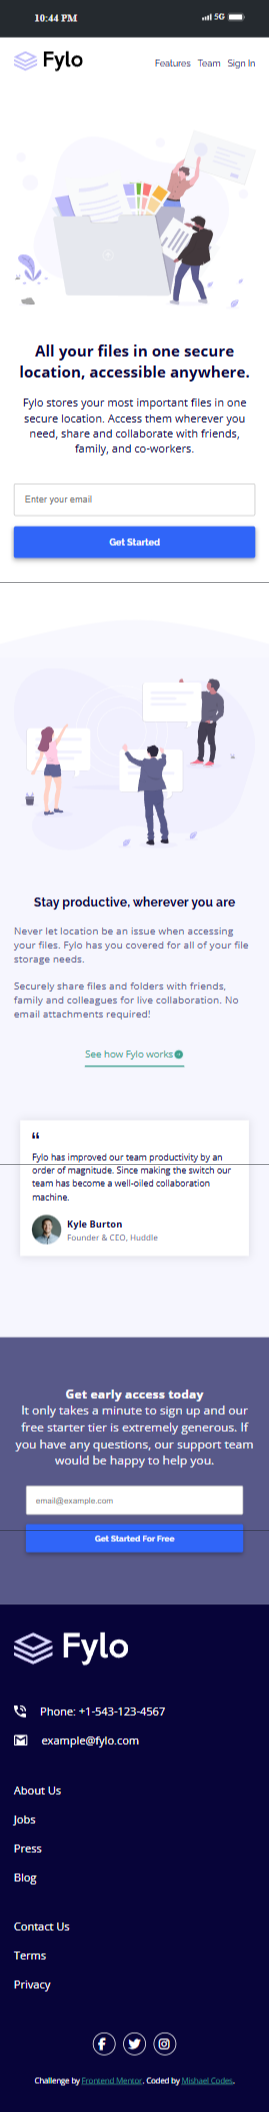 10:44 PM 5G
Fylo Features Team Sign In
All your files in one secure
location, accessible anywhere.
Fylo stores your most important files in one
secure location. Access them wherever you
need, share and collaborate with friends,
family, and co-workers.
Enter your email
Get Started
Stay productive, wherever you are
Never let location be an issue when accessing
your files. Fylo has you covered for all of your file
storage needs.
Securely share files and folders with friends,
family and colleagues for live collaboration. No
email attachments required!
See how Fylo works
“
Fylo has improved our team productivity by an
order of magnitude. Since making the switch our
team has become a well-oiled collaboration
machine.
Kyle Burton
Founder & CEO, Huddle
Get early access today
It only takes a minute to sign up and our
free starter tier is extremely generous. If
you have any questions, our support team
would be happy to help you.
email@example.com
Get Started For Free
Fylo
Phone: +1-543-123-4567
example@fylo.com
About Us
Jobs
Press
Blog
Contact Us
Terms
Privacy
Challenge by Frontend Mentor. Coded by Mishael Codes.